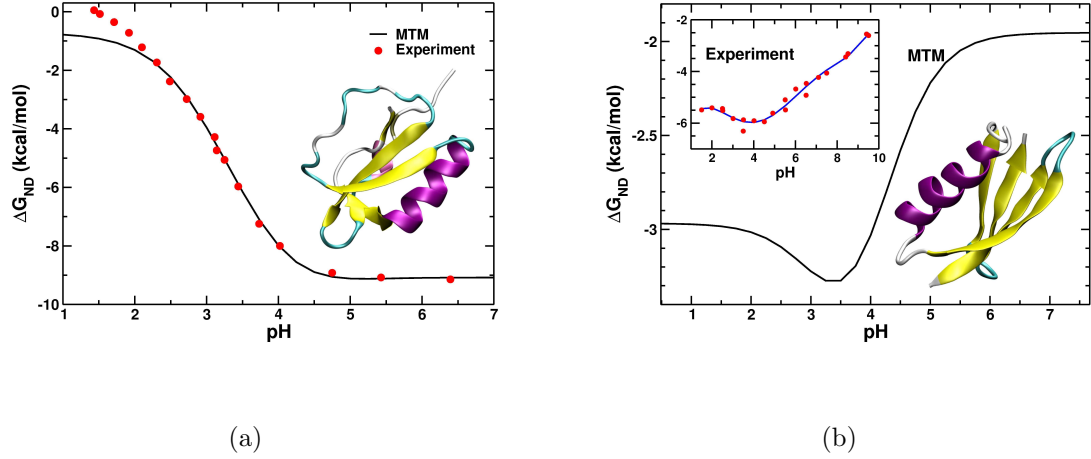 0
-2
-4
-6
-8
-10
ΔG_ND (kcal/mol)
MTM
Experiment
1 2 3 4 5 6 7
pH
(a)
-2
-2.5
-3
ΔG_ND (kcal/mol)
-2
-4
-6
Experiment
2 4 6 8 10
pH
MTM
1 2 3 4 5 6 7
pH
(b)